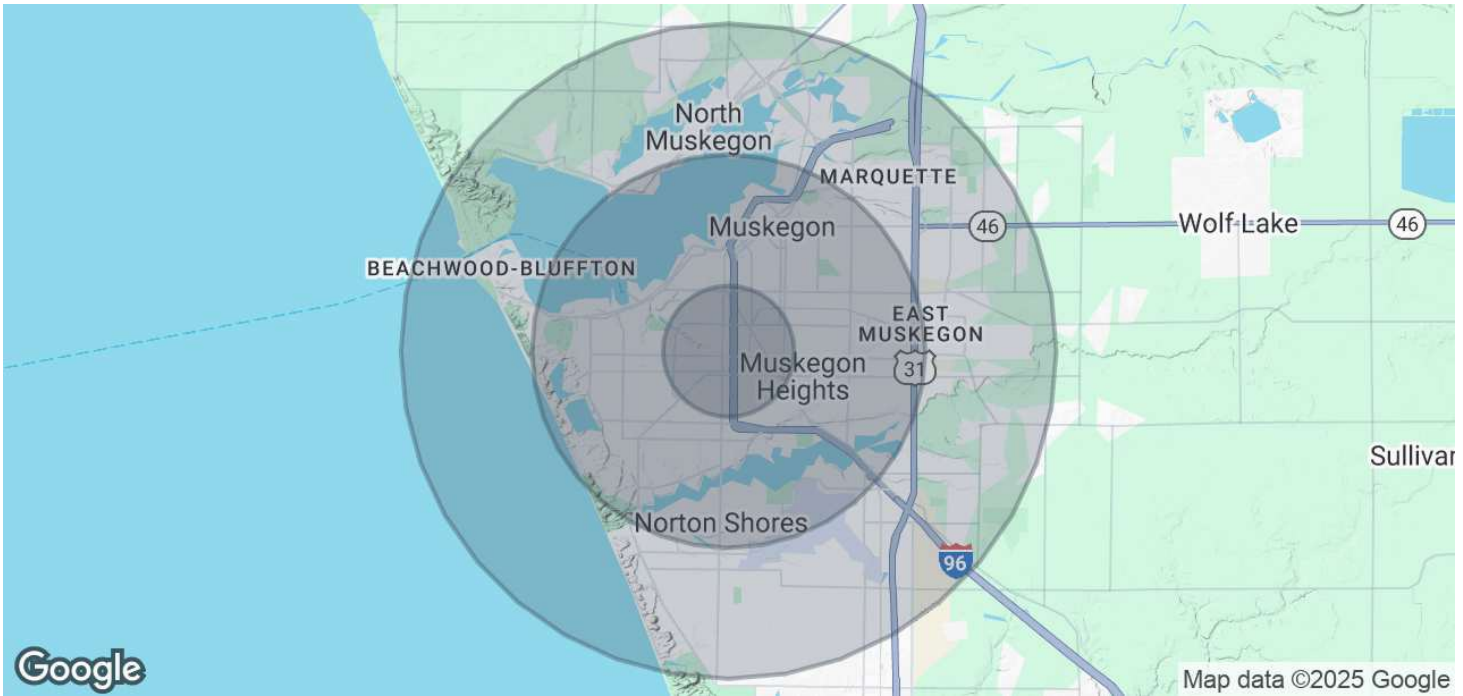 North
Muskegon
MARQUETTE
Muskegon
46
Wolf Lake
46
BEACHWOOD-BLUFFTON
EAST
MUSKEGON
31
Muskegon
Heights
Sullivan
Norton Shores
96
Google
Map data ©2025 Google